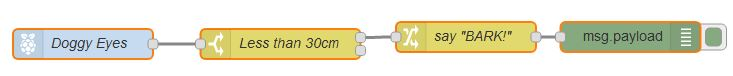 Doggy Eyes
Less than 30cm
say "BARK!"
msg.payload